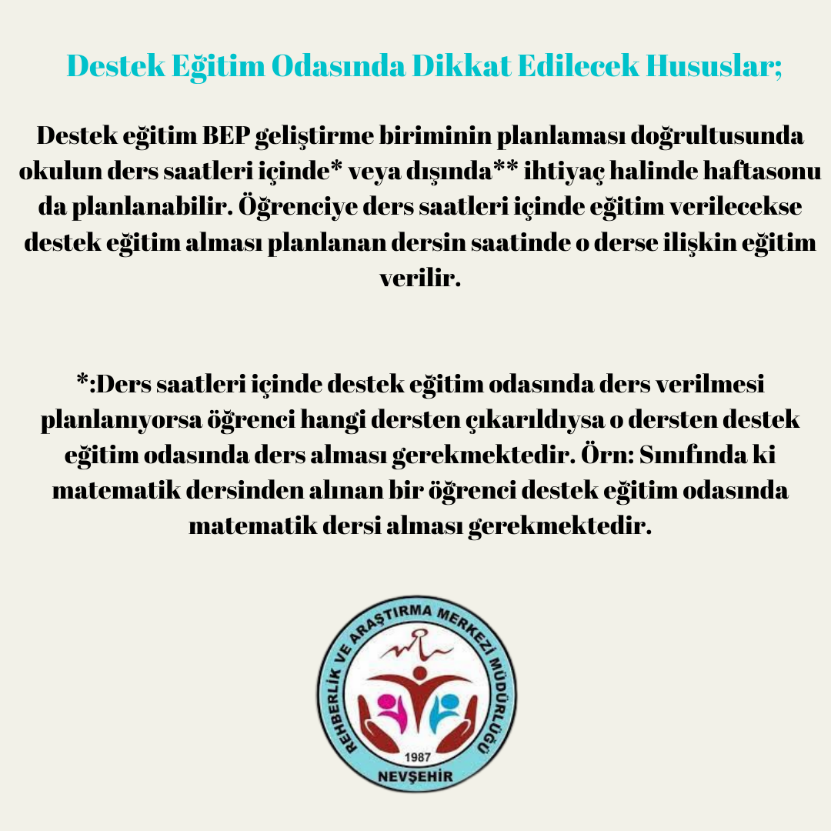 Destek Eğitim Odasında Dikkat Edilecek Hususlar;
Destek eğitim BEP geliştirme biriminin planlaması doğrultusunda
okulun ders saatleri içinde* veya dışında** ihtiyaç halinde haftasonu
da planlanabilir. Öğrenciye ders saatleri içinde eğitim verilecekse
destek eğitim alması planlanan dersin saatinde o derse ilişkin eğitim
verilir.
*:Ders saatleri içinde destek eğitim odasında ders verilmesi
planlanıyorsa öğrenci hangi dersten çıkarıldıysa o dersten destek
eğitim odasında ders alması gerekmektedir. Örn: Sınıfında ki
matematik dersinden alınan bir öğrenci destek eğitim odasında
matematik dersi alması gerekmektedir.
REHBERLİK VE ARAŞTIRMA MERKEZİ MÜDÜRLÜĞÜ
1987
NEVŞEHİR